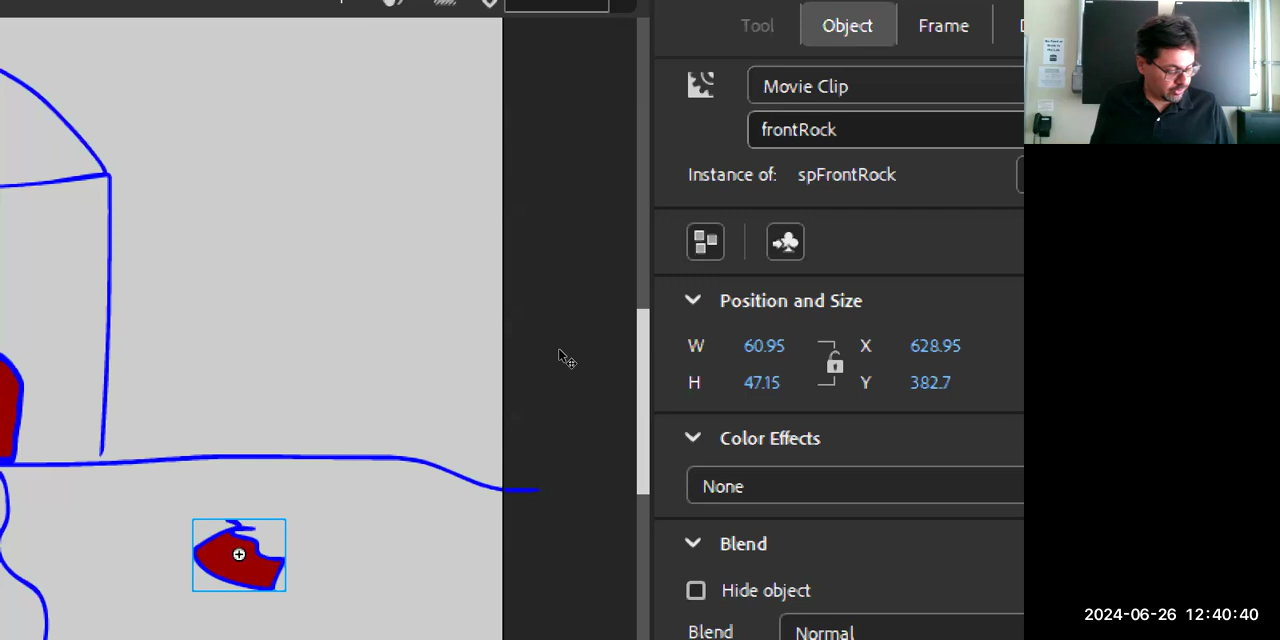 Tool Object Frame
Movie Clip
frontRock
Instance of: spFrontRock
Position and Size
W 60.95 X 628.95
H 47.15 Y 382.7
Color Effects
None
Blend
Hide object
Blend Normal
2024-06-26 12:40:40